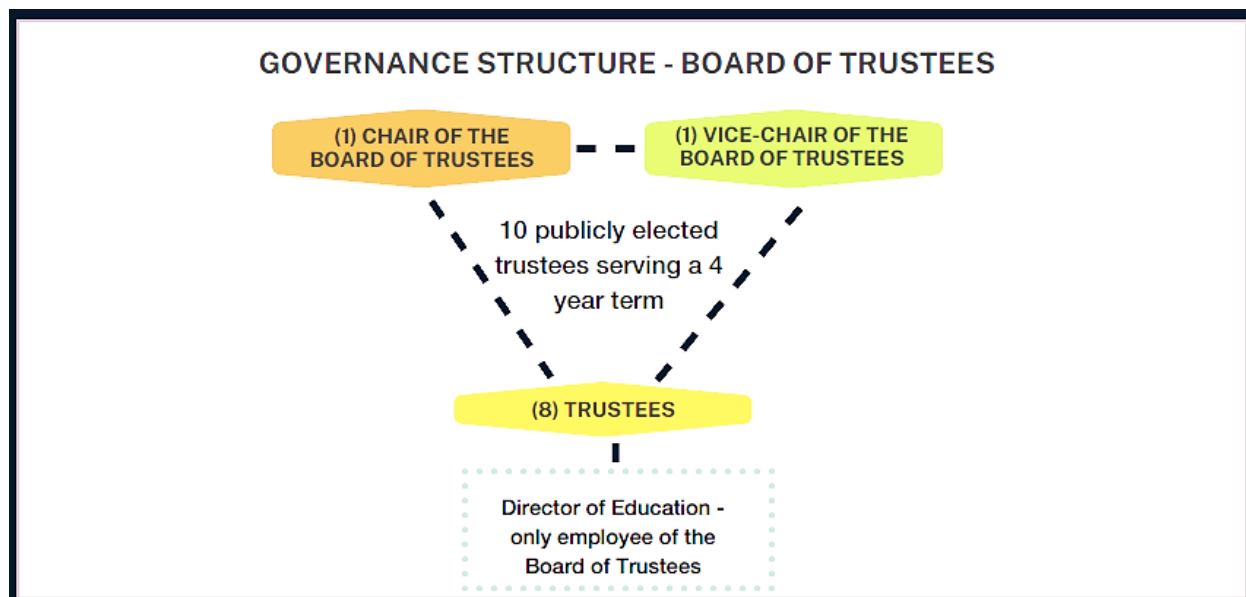 GOVERNANCE STRUCTURE - BOARD OF TRUSTEES
(1) CHAIR OF THE
BOARD OF TRUSTEES
(1) VICE-CHAIR OF THE
BOARD OF TRUSTEES
10 publicly elected
trustees serving a 4
year term
(8) TRUSTEES
Director of Education -
only employee of the
Board of Trustees